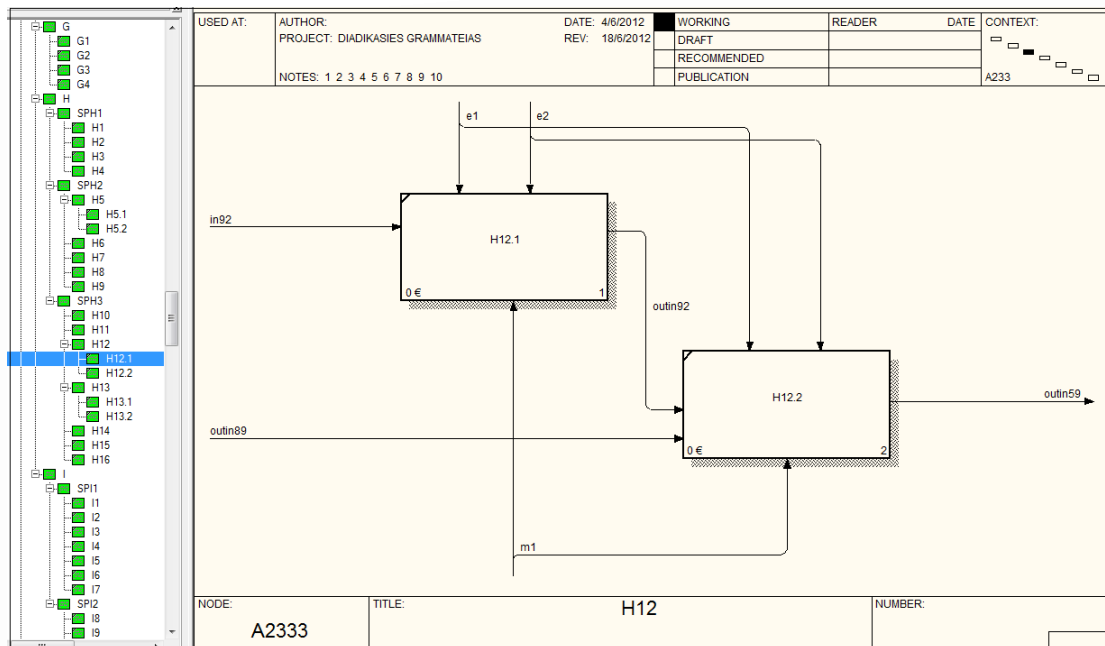 G
G1
G2
G3
G4
H
SPH1
H1
H2
H3
H4
SPH2
H5
H5.1
H5.2
H6
H7
H8
H9
SPH3
H10
H11
H12
H12.1
H12.2
H13
H13.1
H13.2
H14
H15
H16
I
SPI1
I1
I2
I3
I4
I5
I6
I7
SPI2
I8
I9
USED AT:
AUTHOR:
DATE: 4/6/2012
PROJECT: DIADIKASIES GRAMMATEIAS
REV: 18/6/2012
NOTES: 1 2 3 4 5 6 7 8 9 10
WORKING
DRAFT
RECOMMENDED
PUBLICATION
READER
DATE
CONTEXT:
A233
e1
e2
in92
H12.1
0 €
1
outin92
H12.2
0 €
2
outin59
outin89
m1
NODE:
A2333
TITLE:
H12
NUMBER: